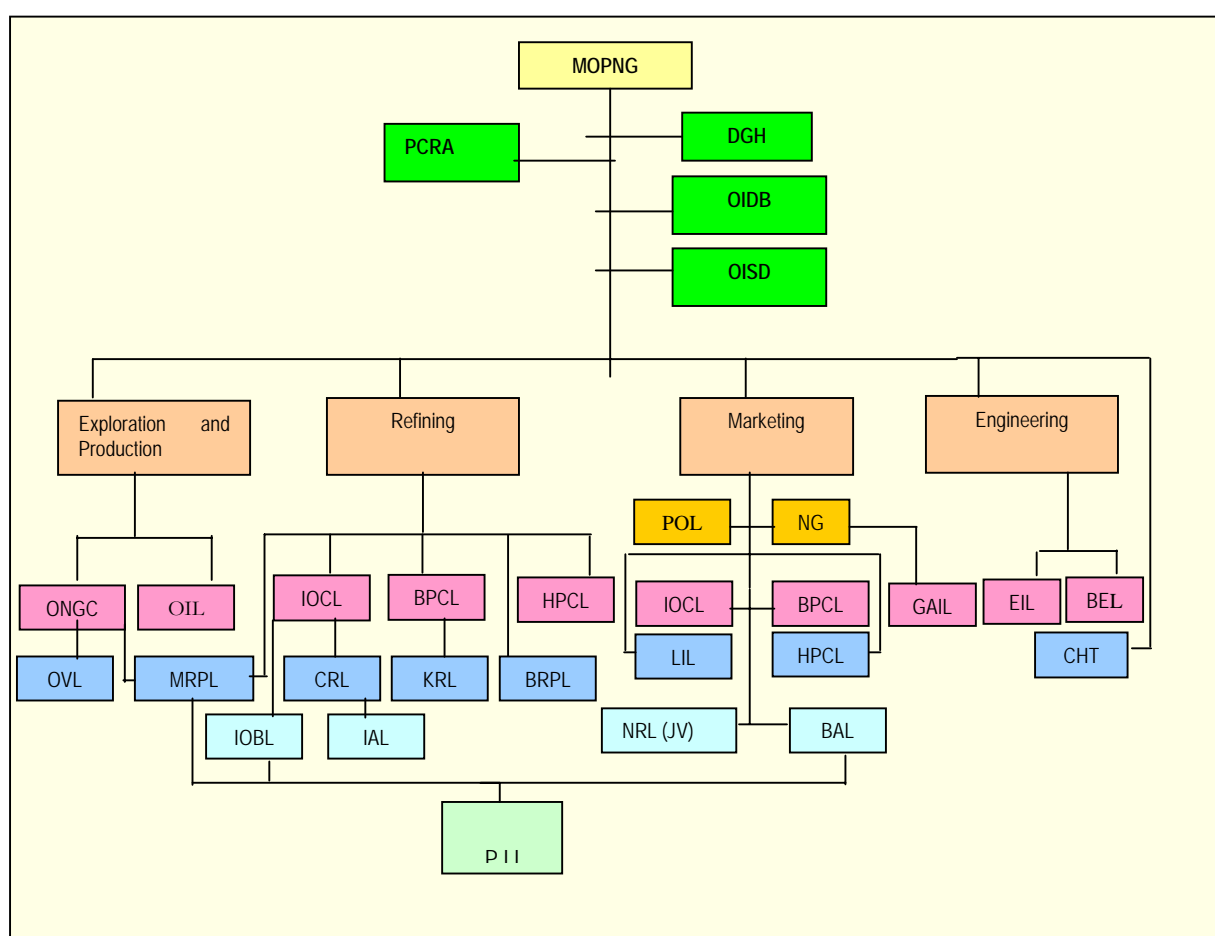 MOPNG
PCRA
DGH
OIDB
OISD
Exploration and
Production
Refining
Marketing
Engineering
POL
NG
ONGC
OIL
IOCL
BPCL
HPCL
IOCL
BPCL
GAIL
EIL
BEL
OVL
MRPL
CRL
KRL
BRPL
LIL
HPCL
CHT
IOBL
IAL
NRL (JV)
BAL